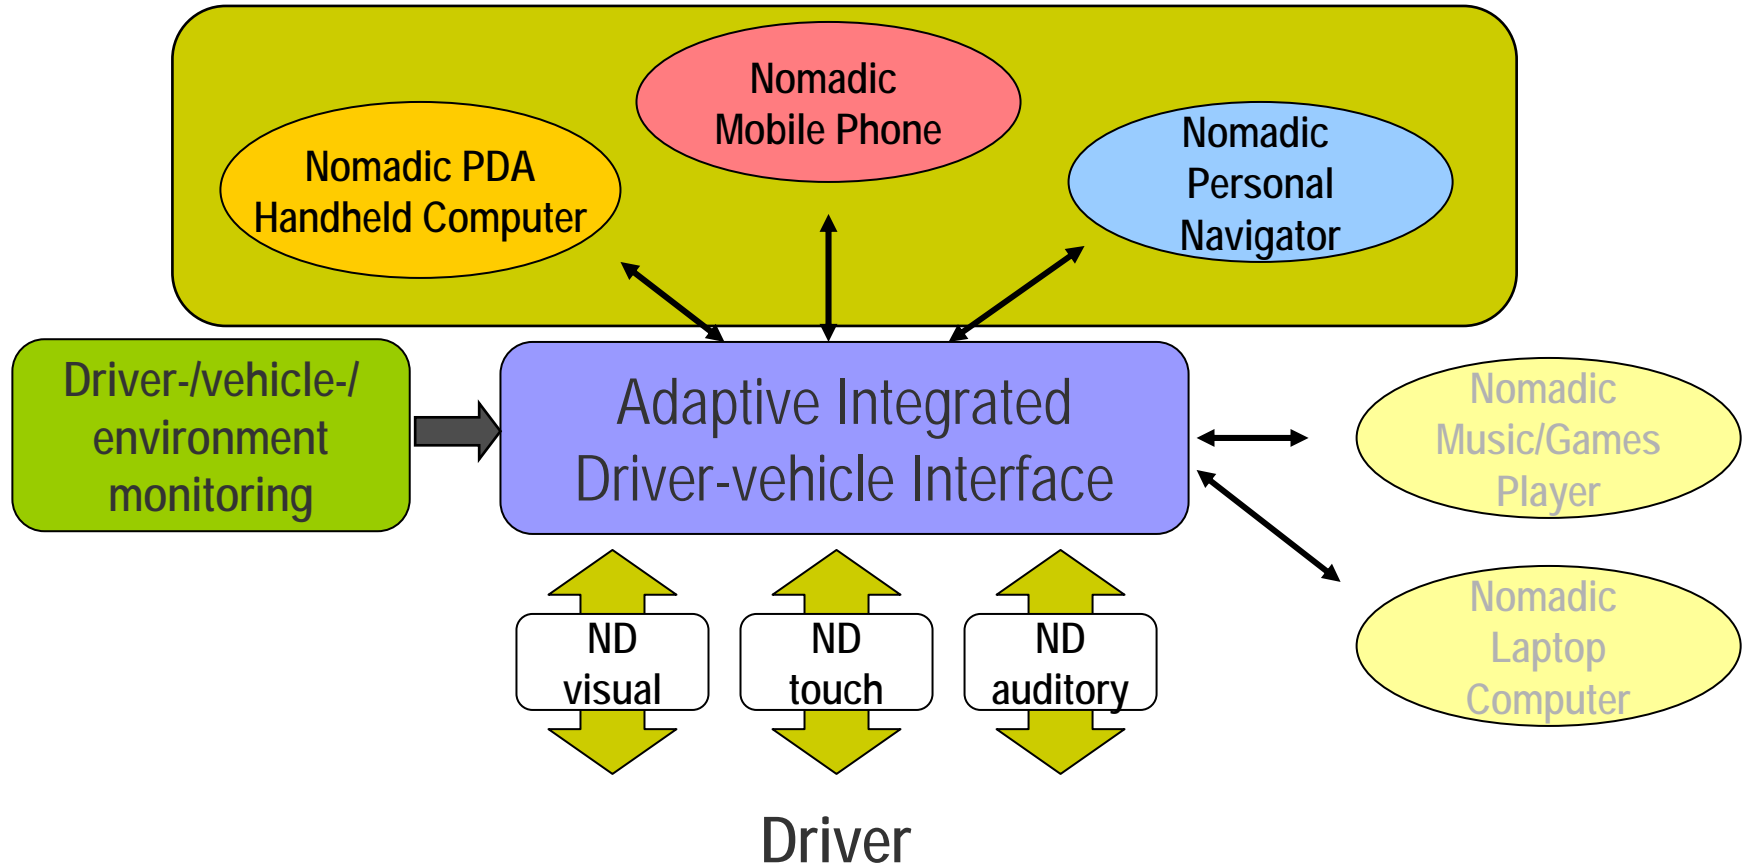 Nomadic
Mobile Phone
Nomadic PDA
Handheld Computer
Nomadic
Personal
Navigator
Driver-/vehicle-/
environment
monitoring
Adaptive Integrated
Driver-vehicle Interface
Nomadic
Music/Games
Player
Nomadic
Laptop
Computer
ND
visual
ND
touch
ND
auditory
Driver